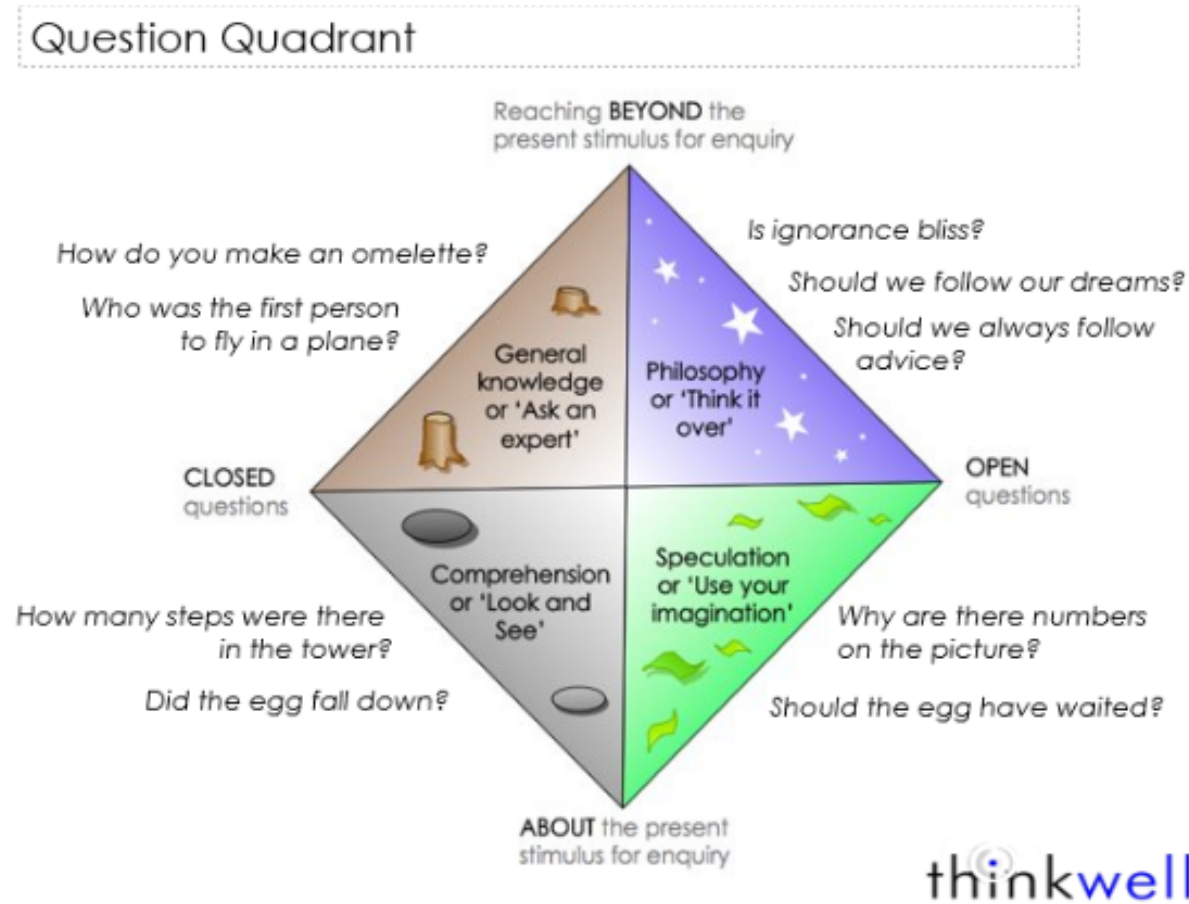 Question Quadrant
Reaching BEYOND the
present stimulus for enquiry
How do you make an omelette?
Who was the first person
to fly in a plane?
Is ignorance bliss?
Should we follow our dreams?
Should we always follow
advice?
General
knowledge
or ‘Ask an
expert’
Philosophy
or ‘Think it
over’
CLOSED
questions
OPEN
questions
Comprehension
or ‘Look and
See’
Speculation
or ‘Use your
imagination’
How many steps were there
in the tower?
Did the egg fall down?
Why are there numbers
on the picture?
Should the egg have waited?
ABOUT the present
stimulus for enquiry
thinkwell